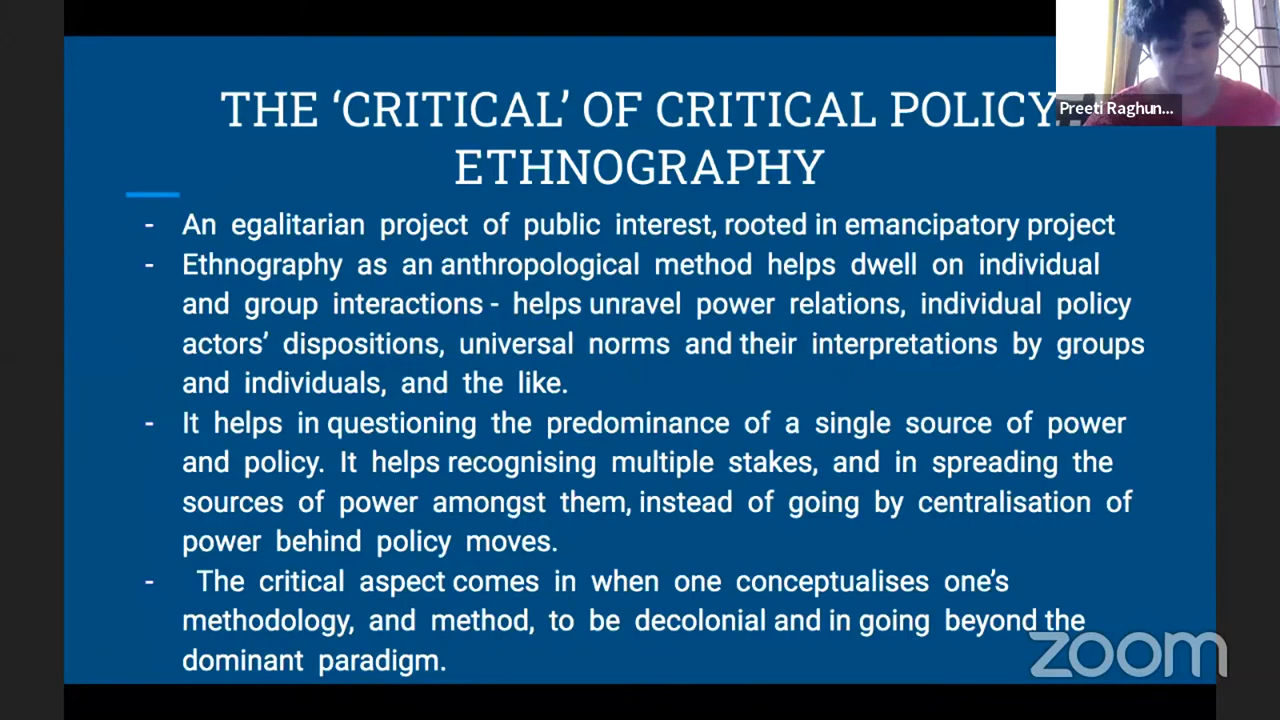 THE ‘CRITICAL’ OF CRITICAL POLICY
ETHNOGRAPHY
- An egalitarian project of public interest, rooted in emancipatory project
- Ethnography as an anthropological method helps dwell on individual
and group interactions - helps unravel power relations, individual policy
actors’ dispositions, universal norms and their interpretations by groups
and individuals, and the like.
- It helps in questioning the predominance of a single source of power
and policy. It helps recognising multiple stakes, and in spreading the
sources of power amongst them, instead of going by centralisation of
power behind policy moves.
- The critical aspect comes in when one conceptualises one’s
methodology, and method, to be decolonial and in going beyond the
dominant paradigm.
Preeti Raghun...
zoom